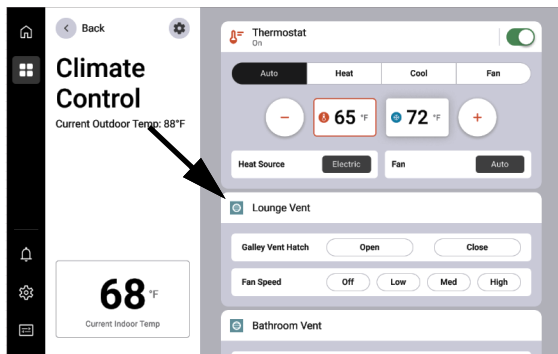 Back
Climate
Control
Current Outdoor Temp: 88°F
68 °F
Current Indoor Temp
Thermostat
On
Auto Heat Cool Fan
− 65 °F 72 °F +
Heat Source Electric Fan Auto
Lounge Vent
Galley Vent Hatch Open Close
Fan Speed Off Low Med High
Bathroom Vent